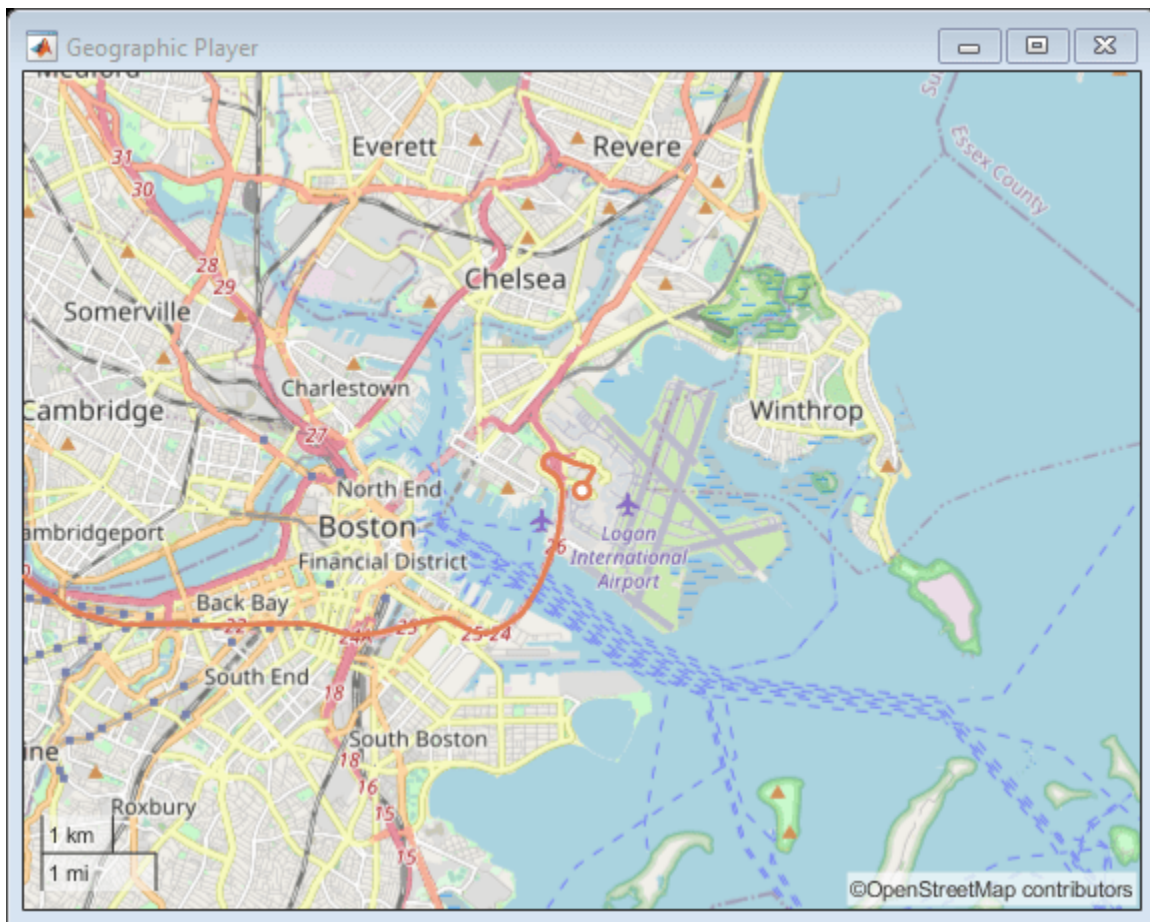 Geographic Player
Medford
Everett
Revere
Essex County
31
30
28
29
Chelsea
Somerville
Charlestown
Cambridge
Winthrop
27
North End
Boston
Logan
International
Airport
26
ambridgeport
Financial District
Back Bay
22
24A
23
25-24
South End
18
South Boston
ine
18
16
15
15
Roxbury
1 km
1 mi
©OpenStreetMap contributors